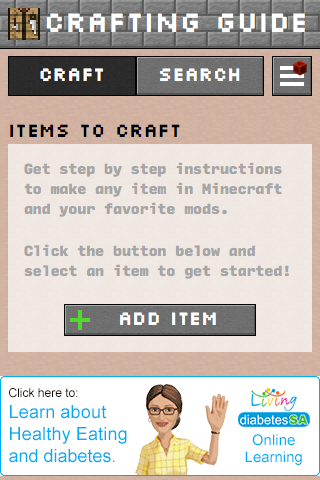 CRAFTING GUIDE
CRAFT
SEARCH
ITEMS TO CRAFT
Get step by step instructions
to make any item in Minecraft
and your favorite mods.
Click the button below and
select an item to get started!
ADD ITEM
Click here to:
Learn about
Healthy Eating
and diabetes.
Living
diabetesSA
Online
Learning